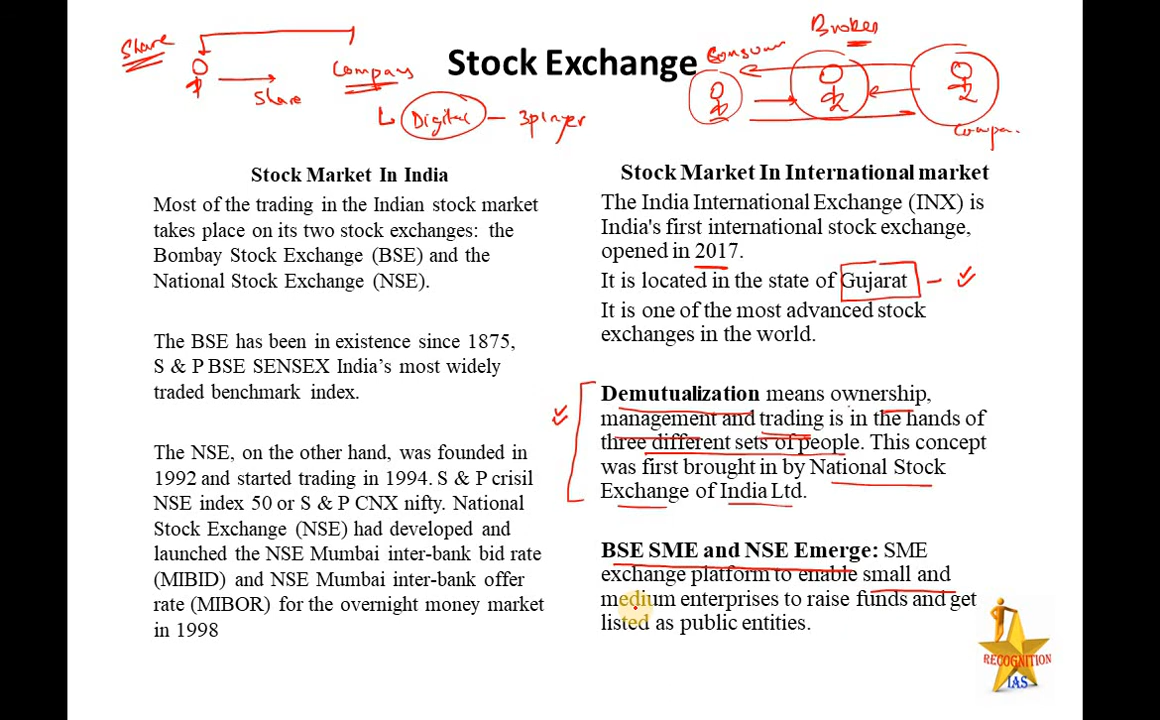 Share
Share
Company
Digital - 3 player
Stock Exchange
Consum
Broker
Compa.
Stock Market In India
Most of the trading in the Indian stock market
takes place on its two stock exchanges: the
Bombay Stock Exchange (BSE) and the
National Stock Exchange (NSE).
The BSE has been in existence since 1875,
S & P BSE SENSEX India's most widely
traded benchmark index.
The NSE, on the other hand, was founded in
1992 and started trading in 1994. S & P crisil
NSE index 50 or S & P CNX nifty. National
Stock Exchange (NSE) had developed and
launched the NSE Mumbai inter-bank bid rate
(MIBID) and NSE Mumbai inter-bank offer
rate (MIBOR) for the overnight money market
in 1998
Stock Market In International market
The India International Exchange (INX) is
India's first international stock exchange,
opened in 2017.
It is located in the state of Gujarat
It is one of the most advanced stock
exchanges in the world.
Demutualization means ownership,
management and trading is in the hands of
three different sets of people. This concept
was first brought in by National Stock
Exchange of India Ltd.
BSE SME and NSE Emerge: SME
exchange platform to enable small and
medium enterprises to raise funds and get
listed as public entities.
RECOGNITION
IAS